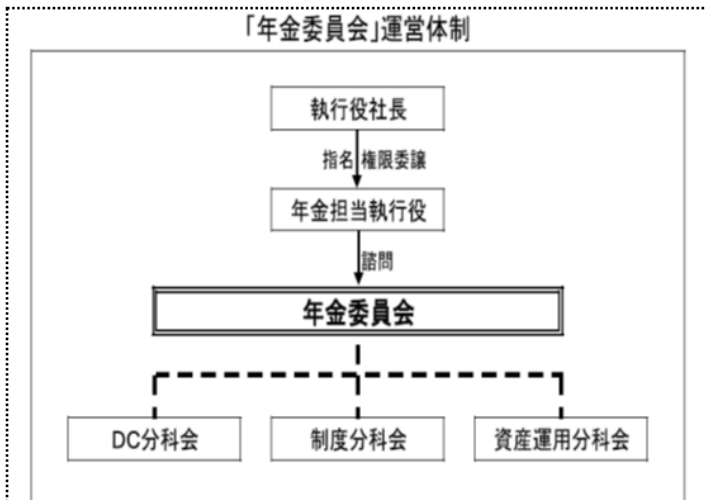 「年金委員会」運営体制
執行役社長
指名 権限委譲
年金担当執行役
諮問
年金委員会
DC分科会
制度分科会
資産運用分科会